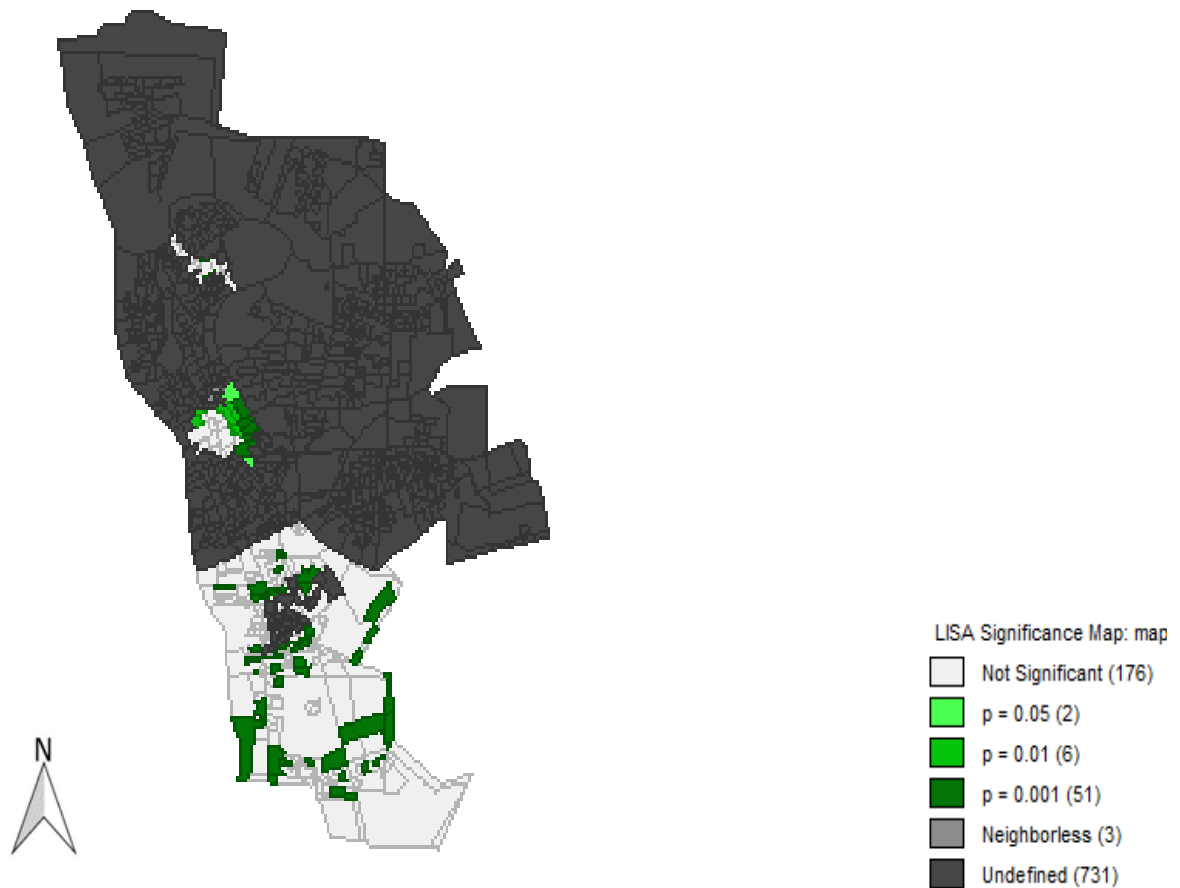 LISA Significance Map: map
Not Significant (176)
p = 0.05 (2)
p = 0.01 (6)
p = 0.001 (51)
Neighborless (3)
Undefined (731)
N